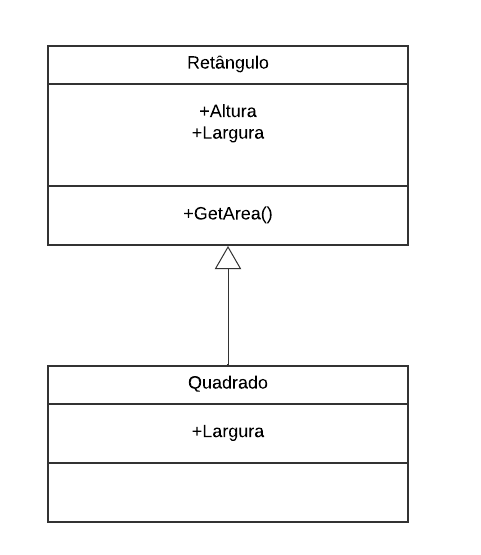 Retângulo
+Altura
+Largura
+GetArea()
Quadrado
+Largura